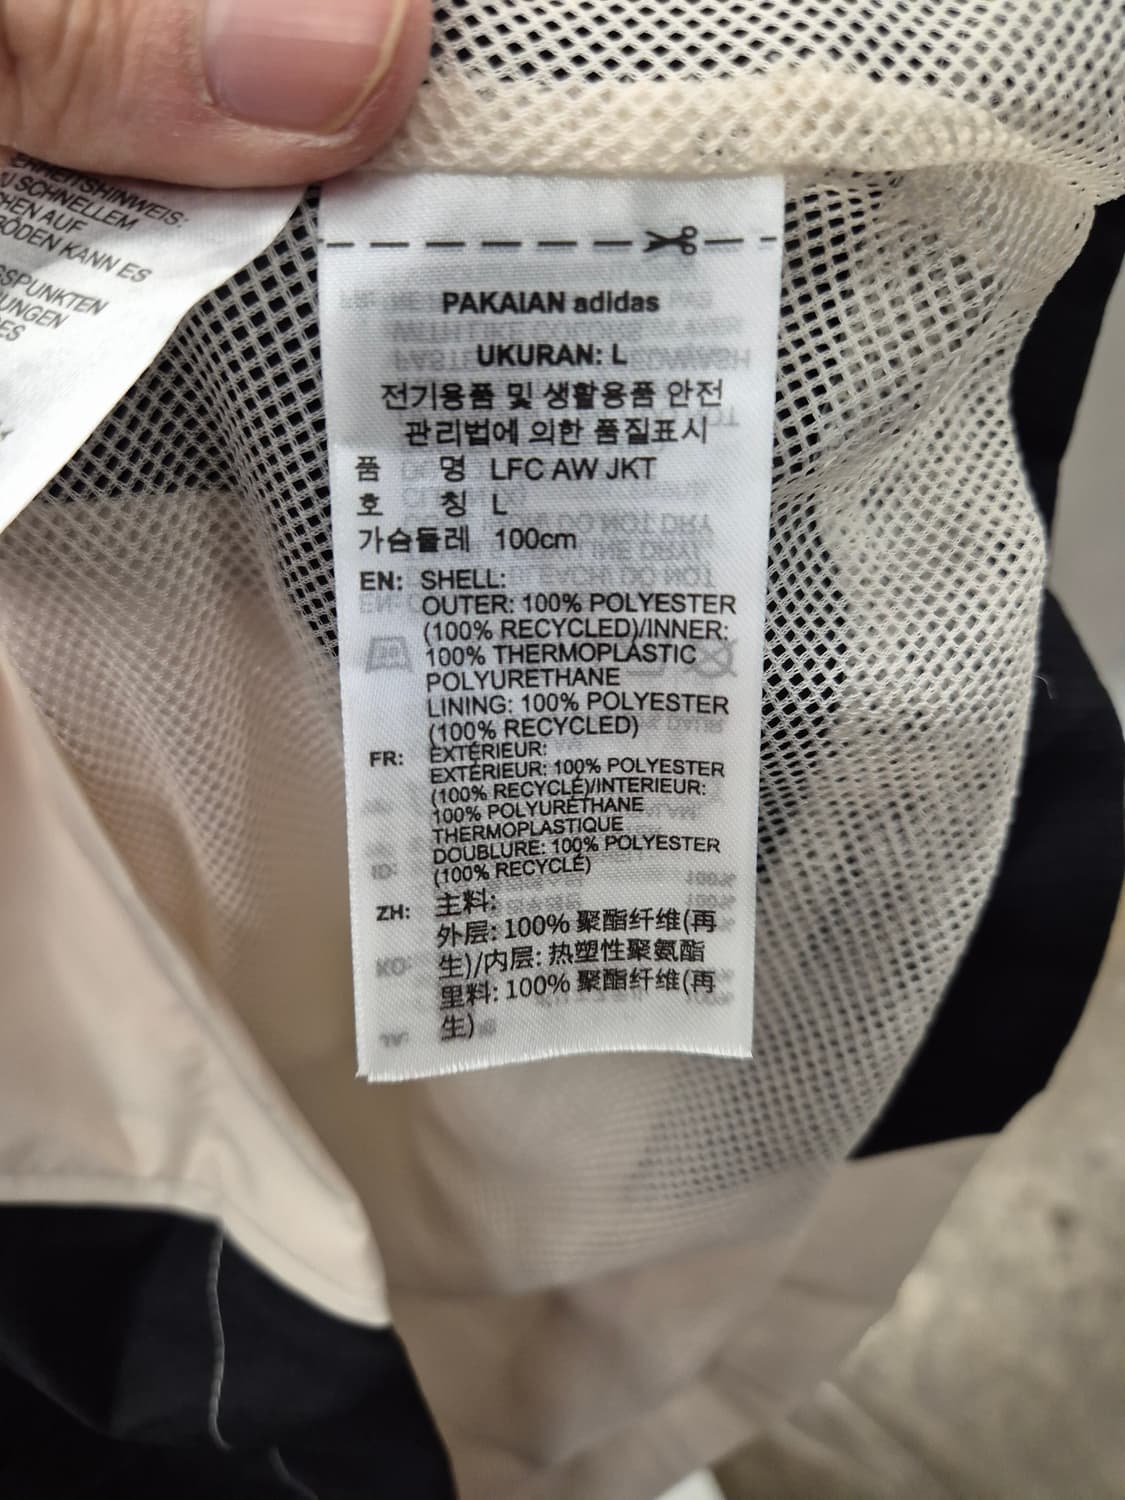 SCHNELLEM
BÖDEN KANN ES
PAKAIAN adidas
UKURAN: L
전기용품 및 생활용품 안전
관리법에 의한 품질표시
품 명 LFC AW JKT
호 칭 L
가슴둘레 100cm
EN: SHELL:
OUTER: 100% POLYESTER
(100% RECYCLED)/INNER:
100% THERMOPLASTIC
POLYURETHANE
LINING: 100% POLYESTER
(100% RECYCLED)
FR: EXTÉRIEUR:
EXTÉRIEUR: 100% POLYESTER
(100% RECYCLÉ)/INTERIEUR:
100% POLYURÉTHANE
THERMOPLASTIQUE
DOUBLURE: 100% POLYESTER
(100% RECYCLÉ)
ZH: 主料:
外层: 100% 聚酯纤维(再
生)/内层: 热塑性聚氨酯
里料: 100% 聚酯纤维(再
生)